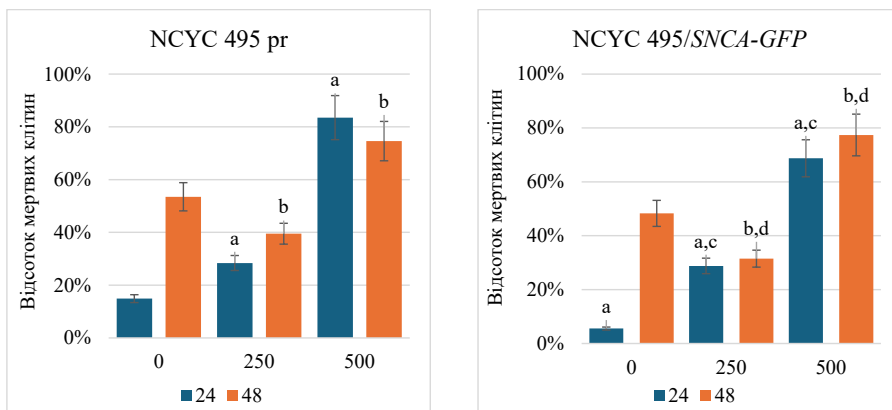 NCYC 495 pr
Відсоток мертвих клітин
100%
80%
60%
40%
20%
0%
a
b
a
b
0
250
500
24
48
NCYC 495/SNCA-GFP
Відсоток мертвих клітин
100%
80%
60%
40%
20%
0%
a
a,c
b,d
a,c
b,d
0
250
500
24
48